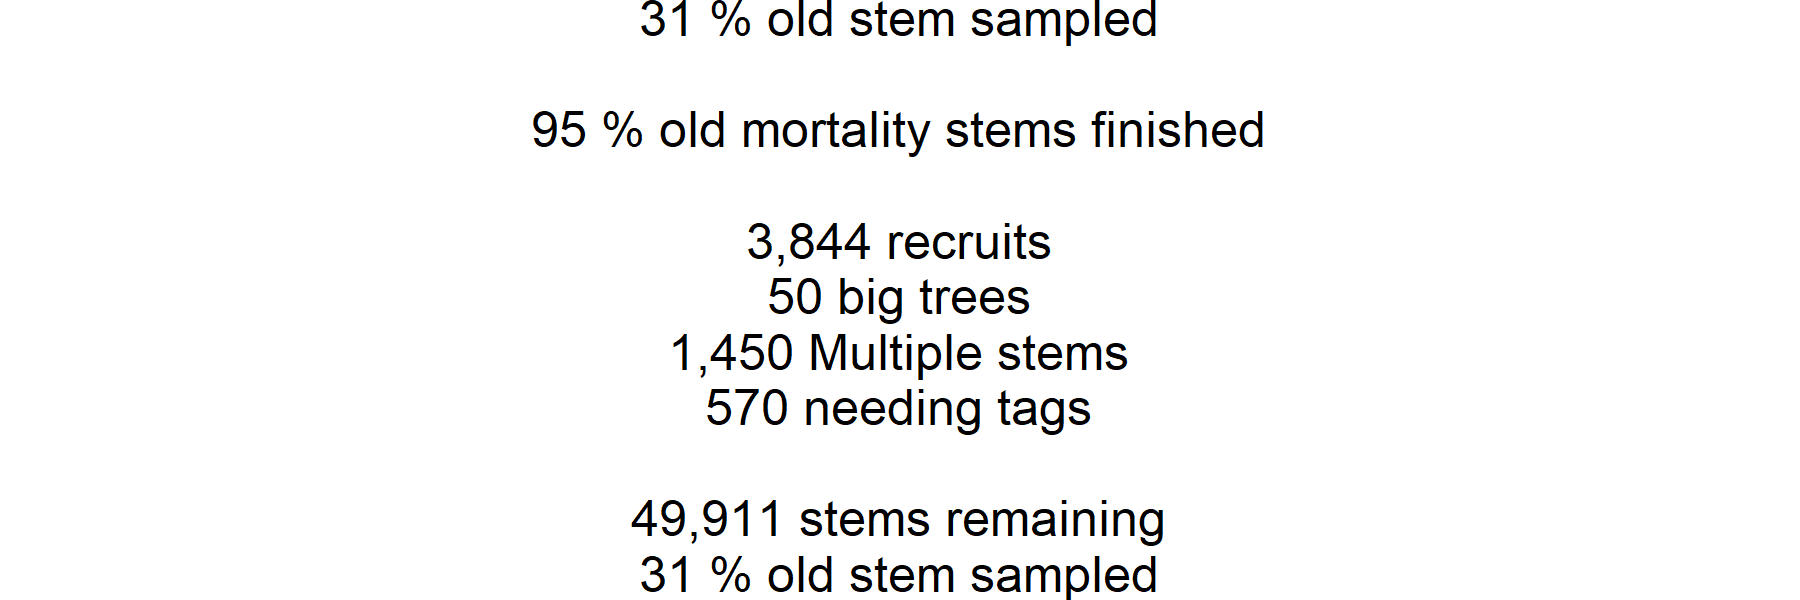 31 % old stem sampled
95 % old mortality stems finished
3,844 recruits
50 big trees
1,450 Multiple stems
570 needing tags
49,911 stems remaining
31 % old stem sampled